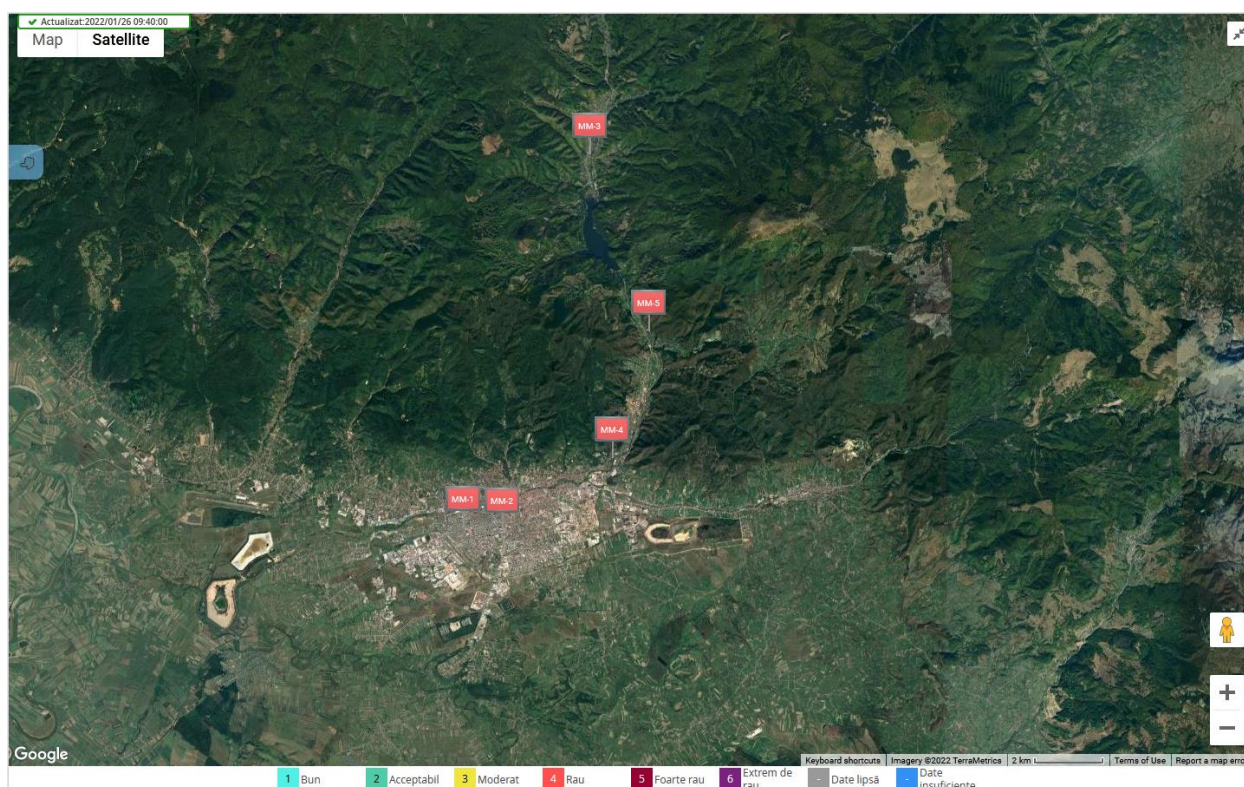 ✔ Actualizat:2022/01/26 09:40:00
Map Satellite
MM-3
MM-5
MM-4
MM-1 MM-2
Google
Keyboard shortcuts Imagery ©2022 TerraMetrics 2 km Terms of Use Report a map erro
1 Bun 2 Acceptabil 3 Moderat 4 Rau 5 Foarte rau 6 Extrem de rau - Date lipsă - Date insuficiente